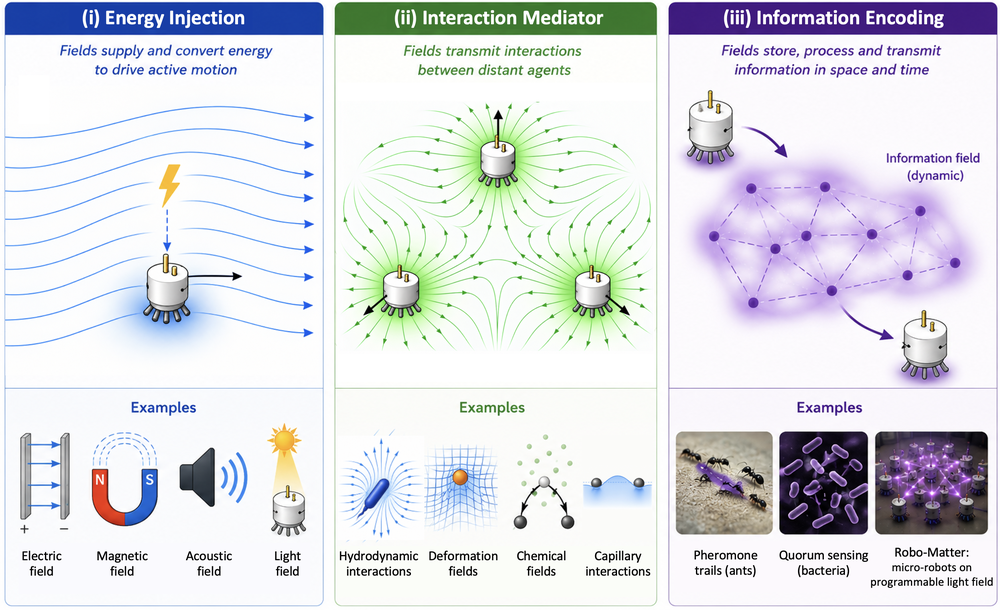 (i) Energy Injection
Fields supply and convert energy
to drive active motion
Examples
N
S
+
−
Electric
field
Magnetic
field
Acoustic
field
Light
field
(ii) Interaction Mediator
Fields transmit interactions
between distant agents
Examples
Hydrodynamic
interactions
Deformation
fields
Chemical
fields
Capillary
interactions
(iii) Information Encoding
Fields store, process and transmit
information in space and time
Information field
(dynamic)
Examples
Pheromone
trails (ants)
Quorum sensing
(bacteria)
Robo-Matter:
micro-robots on
programmable light field